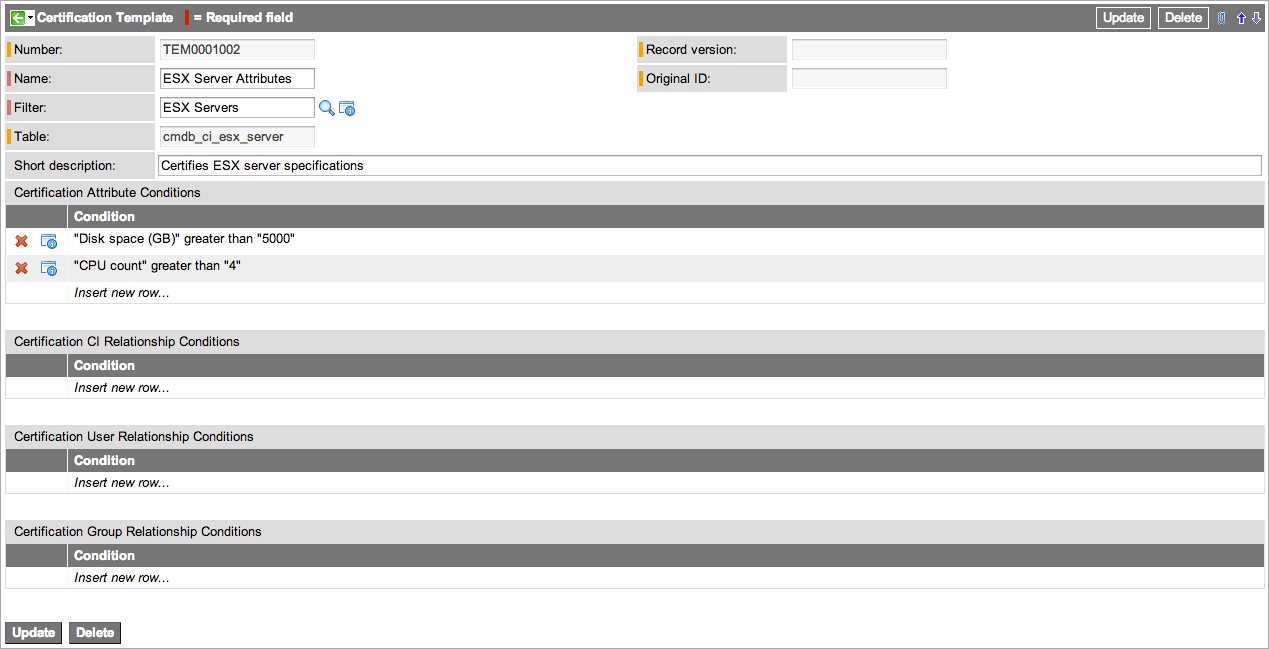 Certification Template = Required field Update Delete
Number: TEM0001002 Record version:
Name: ESX Server Attributes Original ID:
Filter: ESX Servers
Table: cmdb_ci_esx_server
Short description: Certifies ESX server specifications
Certification Attribute Conditions
Condition
"Disk space (GB)" greater than "5000"
"CPU count" greater than "4"
Insert new row...
Certification CI Relationship Conditions
Condition
Insert new row...
Certification User Relationship Conditions
Condition
Insert new row...
Certification Group Relationship Conditions
Condition
Insert new row...
Update Delete